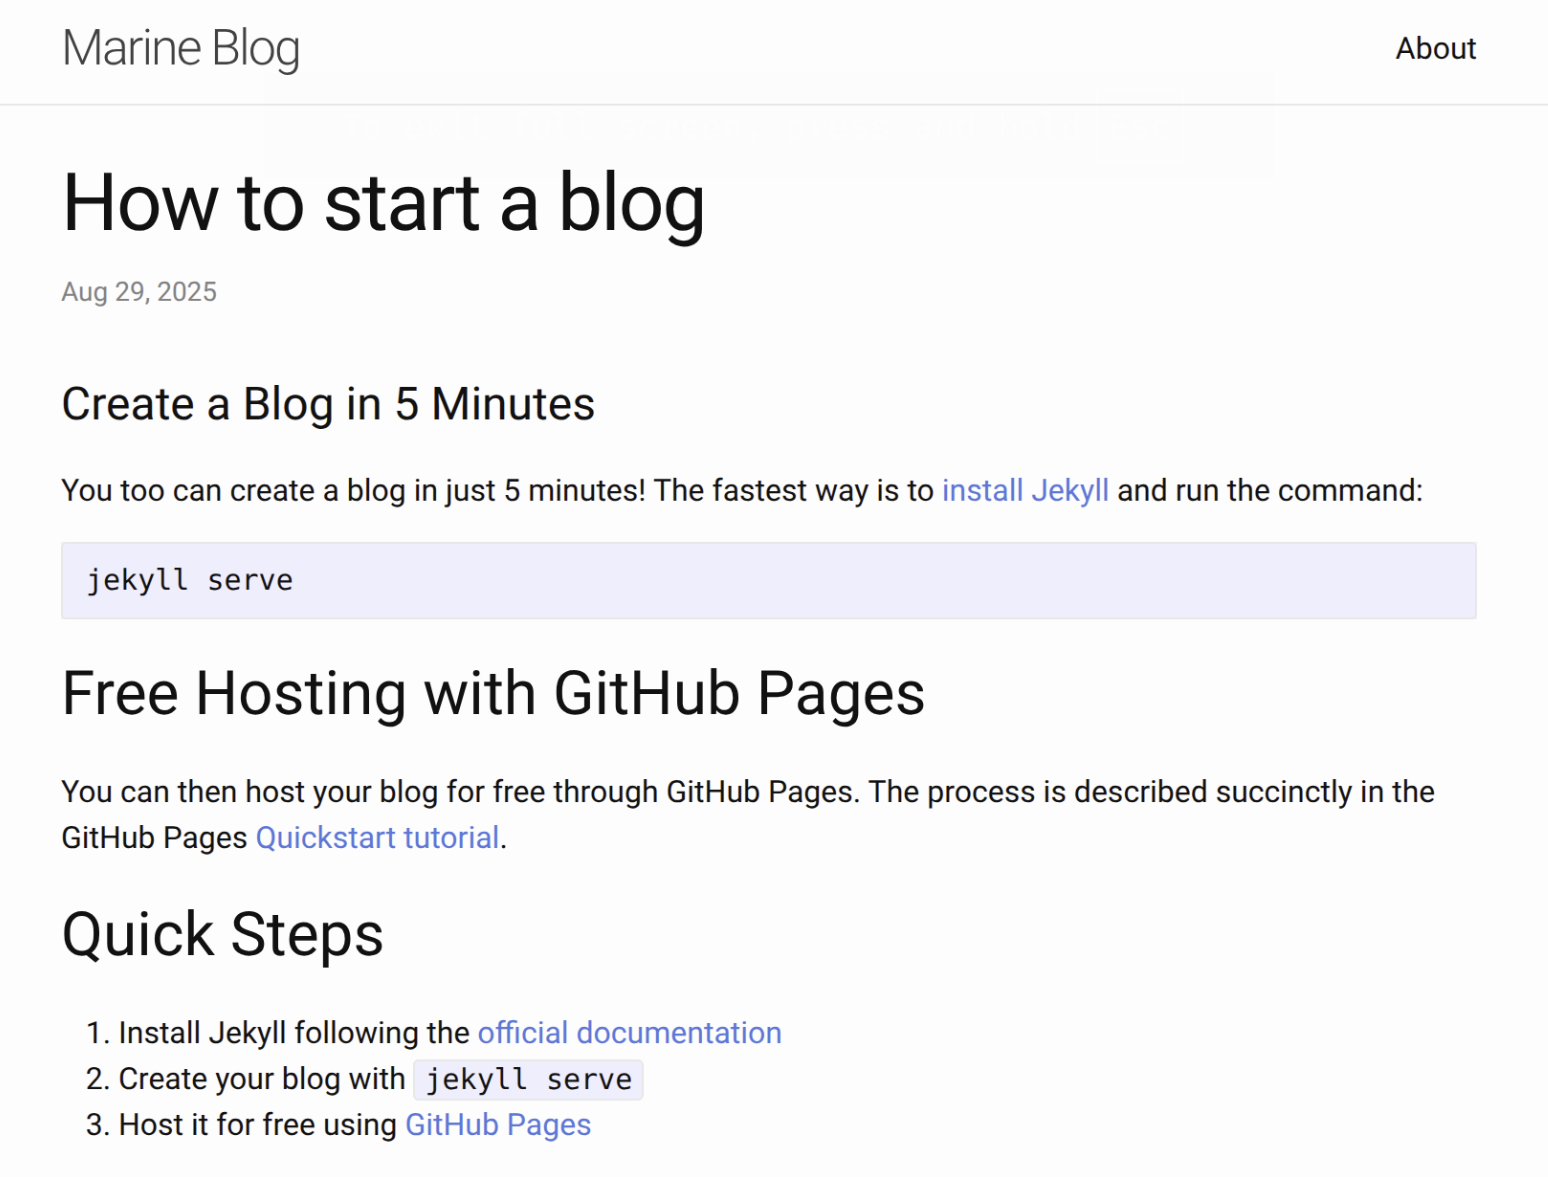 Marine Blog
About
How to start a blog
Aug 29, 2025
Create a Blog in 5 Minutes
You too can create a blog in just 5 minutes! The fastest way is to install Jekyll and run the command:
jekyll serve
Free Hosting with GitHub Pages
You can then host your blog for free through GitHub Pages. The process is described succinctly in the
GitHub Pages Quickstart tutorial.
Quick Steps
1. Install Jekyll following the official documentation
2. Create your blog with jekyll serve
3. Host it for free using GitHub Pages